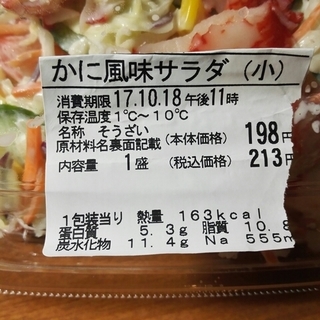 かに風味サラダ（小）
消費期限17.10.18午後11時
保存温度1℃～10℃
名称 そうざい
原材料名裏面記載（本体価格） 198円
内容量 1盛 （税込価格） 213円
1包装当り 熱量 163kcal
蛋白質 5.3g 脂質 10.8
炭水化物 11.4g Na 555m